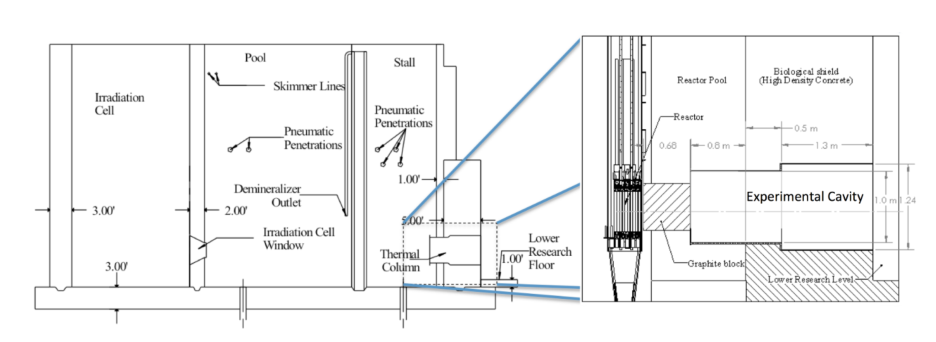 Pool
Stall
Skimmer Lines
Irradiation
Cell
Pneumatic
Penetrations
Pneumatic
Penetrations
1.00'
Demineralizer
Outlet
3.00'
2.00'
5.00'
Irradiation Cell
Window
Lower
Research
Floor
Thermal
Column
1.00'
3.00'
Reactor Pool
Biological shield
(High Density Concrete)
Reactor
0.5 m
0.68
0.8 m
1.3 m
Experimental Cavity
1.0 m
1.24
Graphite block
Lower Research Level